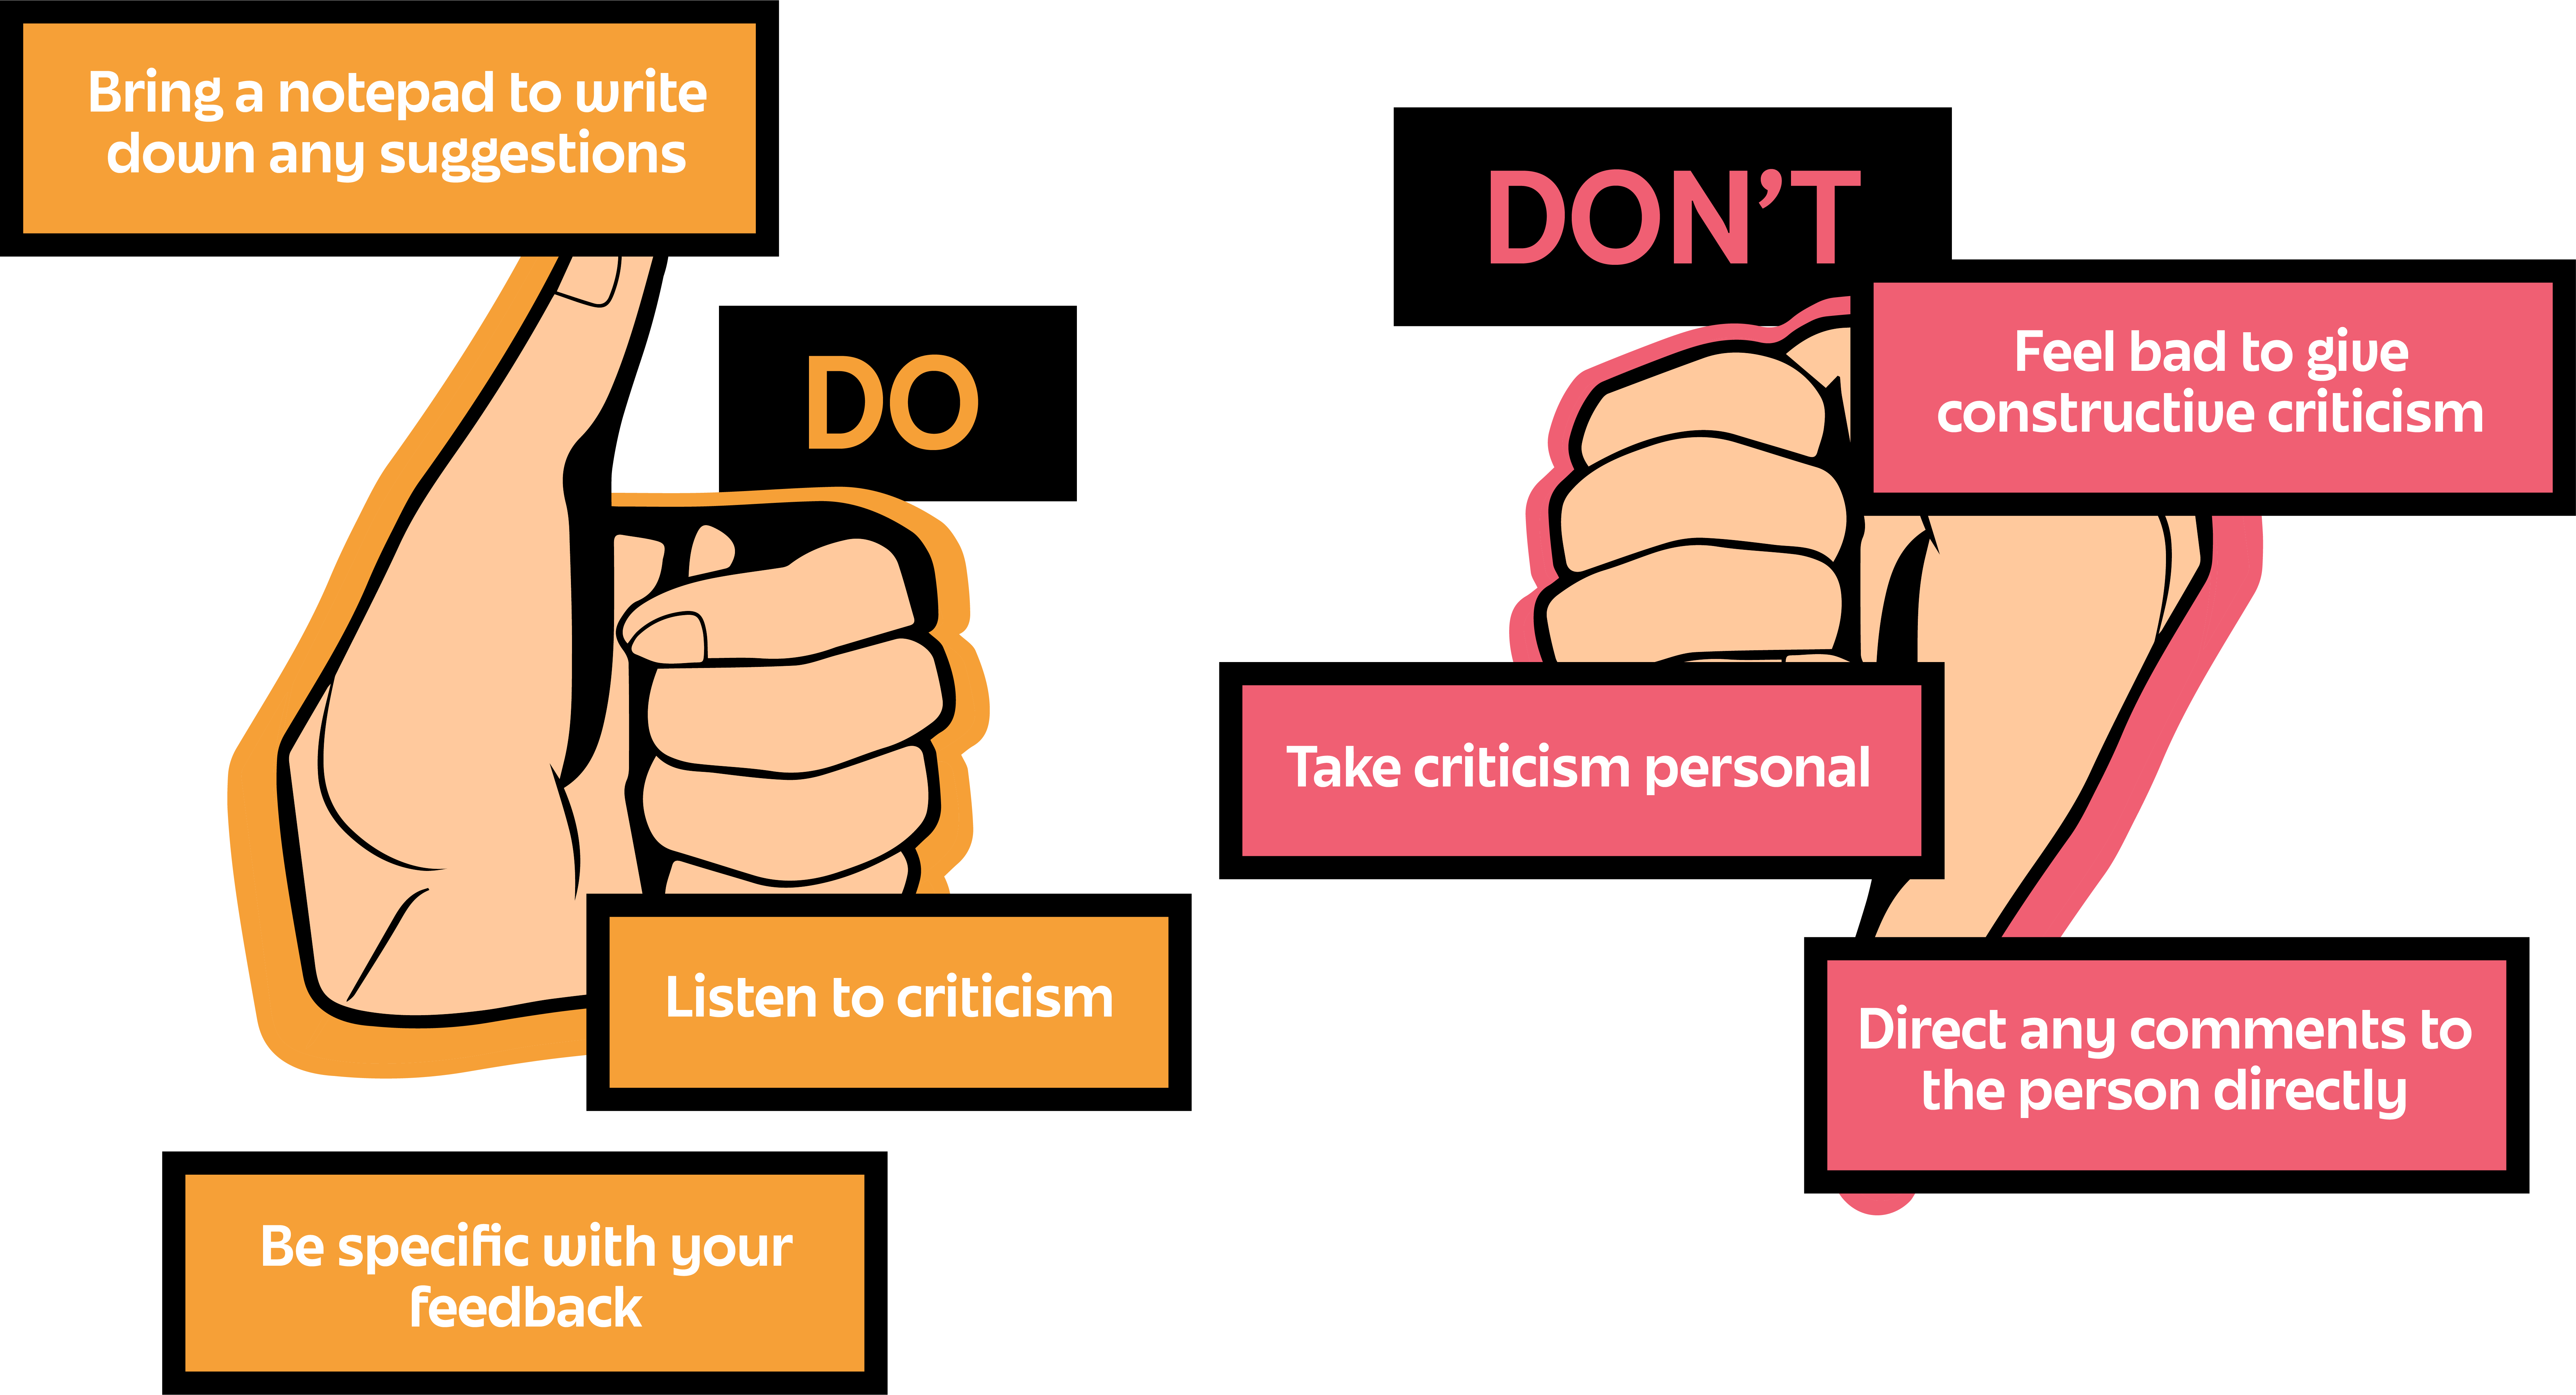 Bring a notepad to write
down any suggestions
DO
Listen to criticism
Be specific with your
feedback
DON’T
Feel bad to give
constructive criticism
Take criticism personal
Direct any comments to
the person directly